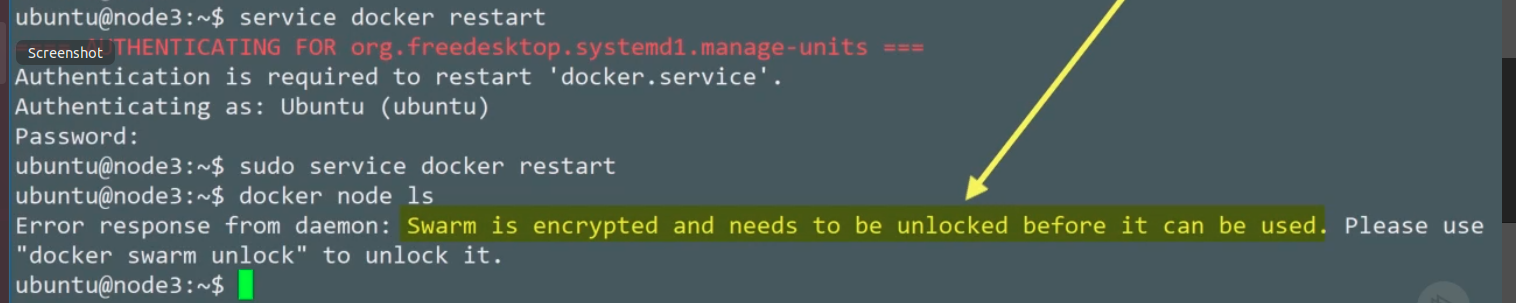 ubuntu@node3:~$ service docker restart
Screenshot
AUTHENTICATING FOR org.freedesktop.systemd1.manage-units ===
Authentication is required to restart 'docker.service'.
Authenticating as: Ubuntu (ubuntu)
Password:
ubuntu@node3:~$ sudo service docker restart
ubuntu@node3:~$ docker node ls
Error response from daemon: Swarm is encrypted and needs to be unlocked before it can be used. Please use
"docker swarm unlock" to unlock it.
ubuntu@node3:~$